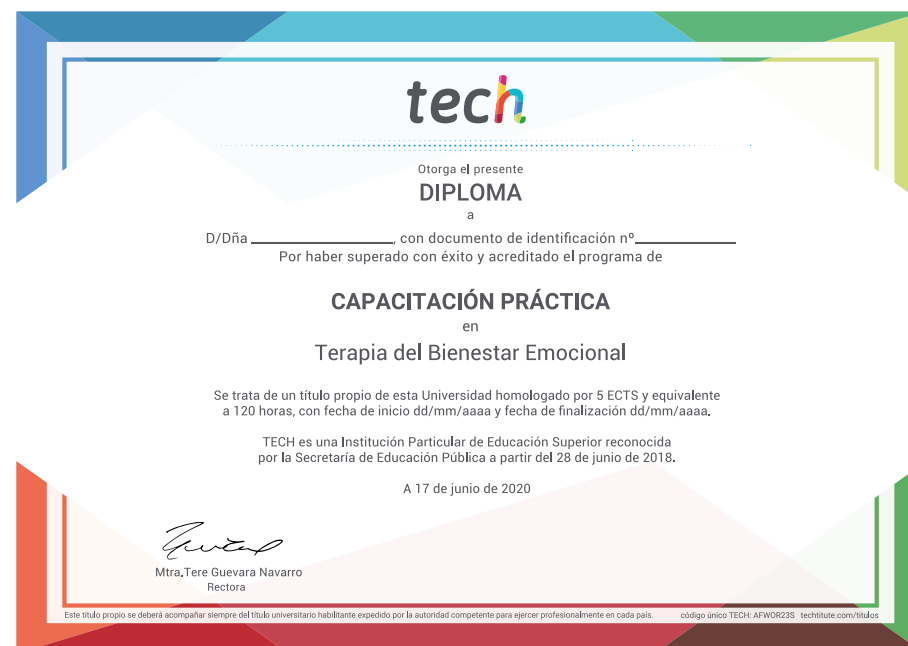 tech
Otorga el presente
DIPLOMA
a
D/Dña ____________________, con documento de identificación nº______________
Por haber superado con éxito y acreditado el programa de
CAPACITACIÓN PRÁCTICA
en
Terapia del Bienestar Emocional
Se trata de un título propio de esta Universidad homologado por 5 ECTS y equivalente
a 120 horas, con fecha de inicio dd/mm/aaaa y fecha de finalización dd/mm/aaaa.
TECH es una Institución Particular de Educación Superior reconocida
por la Secretaría de Educación Pública a partir del 28 de junio de 2018.
A 17 de junio de 2020
Mtra.Tere Guevara Navarro
Rectora
Este título propio se deberá acompañar siempre del título universitario habilitante expedido por la autoridad competente para ejercer profesionalmente en cada país. código único TECH: AFWOR23S techtitute.com/titulos